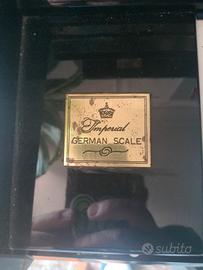 Imperial
GERMAN SCALE
subito